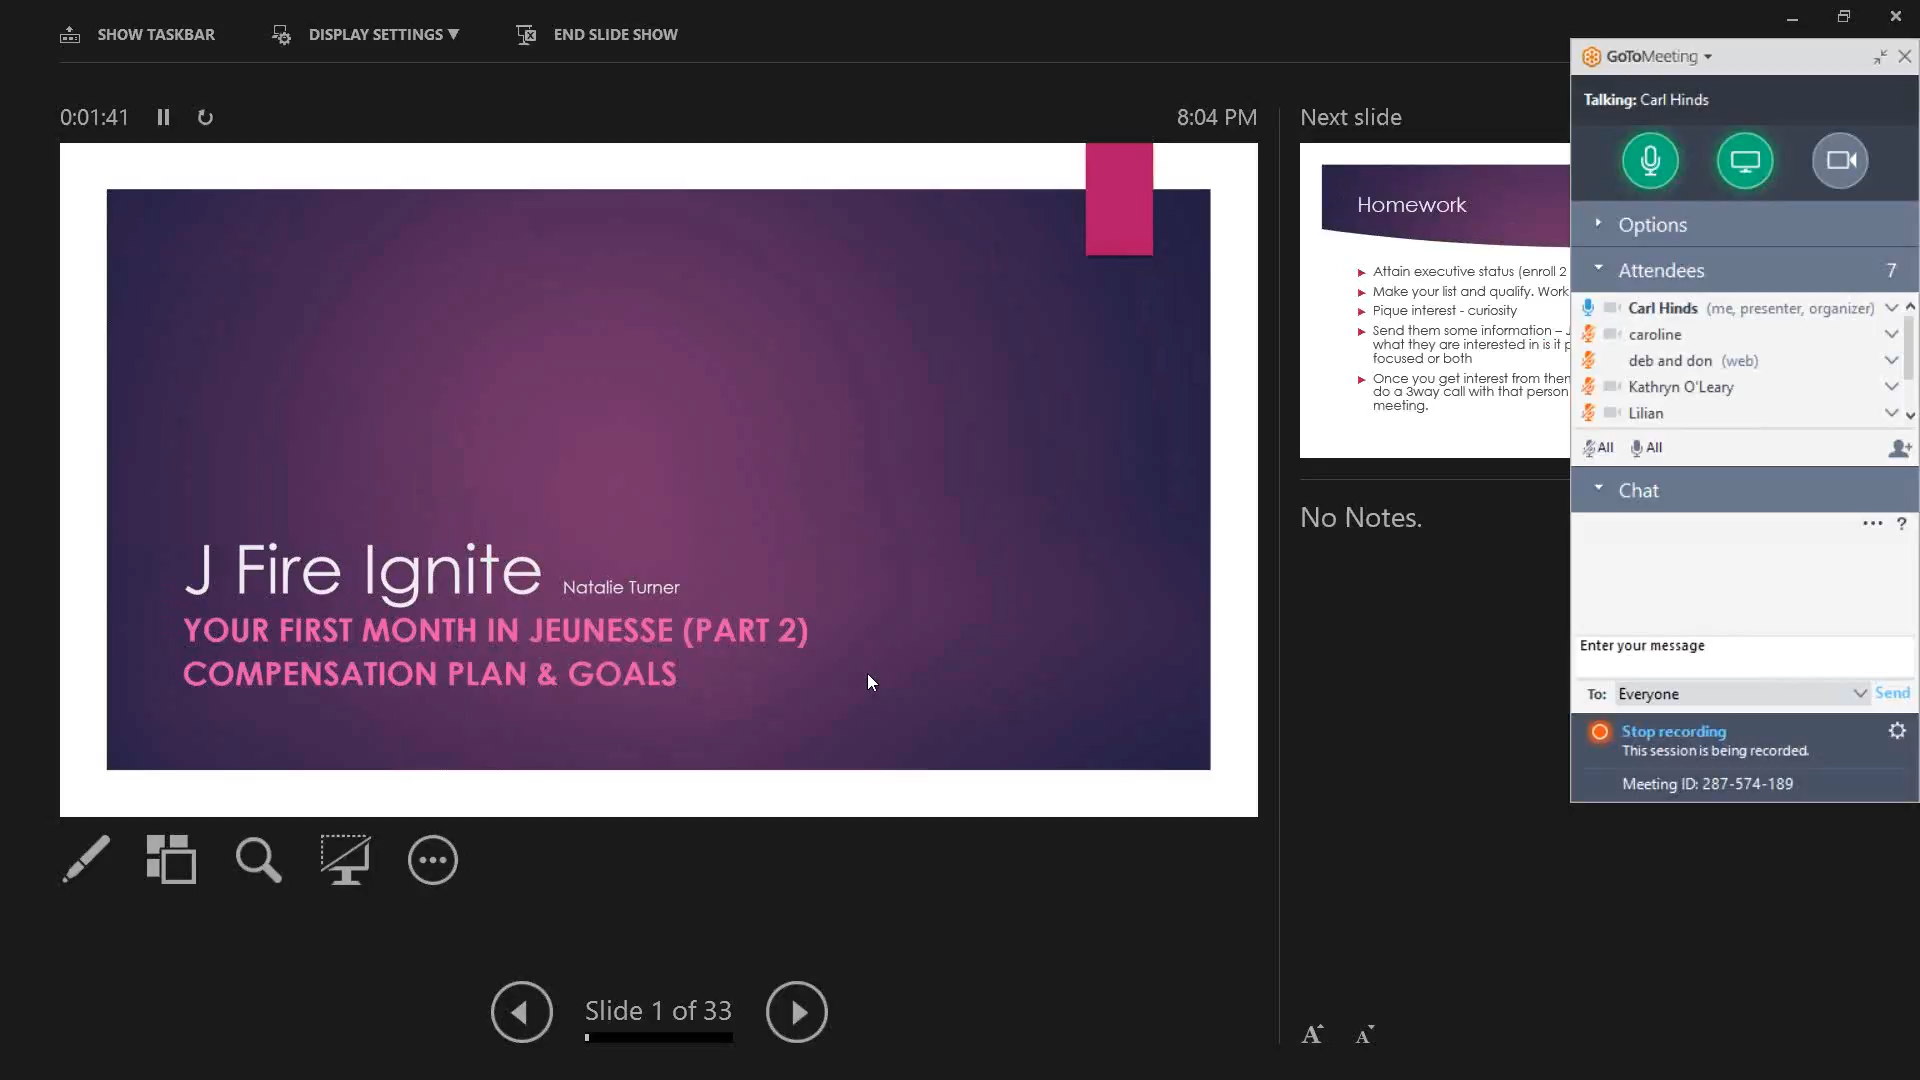 SHOW TASKBAR
DISPLAY SETTINGS ▼
END SLIDE SHOW
0:01:41
8:04 PM
J Fire Ignite Natalie Turner
YOUR FIRST MONTH IN JEUNESSE (PART 2)
COMPENSATION PLAN & GOALS
Slide 1 of 33
Next slide
Homework
Attain executive status (enroll 2
Make your list and qualify. Work
Pique interest - curiosity
Send them some information –
what they are interested in is it
focused or both
Once you get interest from
do a 3way call with that person
meeting.
No Notes.
A A
GoToMeeting
Talking: Carl Hinds
Options
Attendees 7
Carl Hinds (me, presenter, organizer)
caroline
deb and don (web)
Kathryn O'Leary
Lilian
All All
Chat
... ?
Enter your message
To: Everyone Send
Stop recording
This session is being recorded.
Meeting ID: 287-574-189